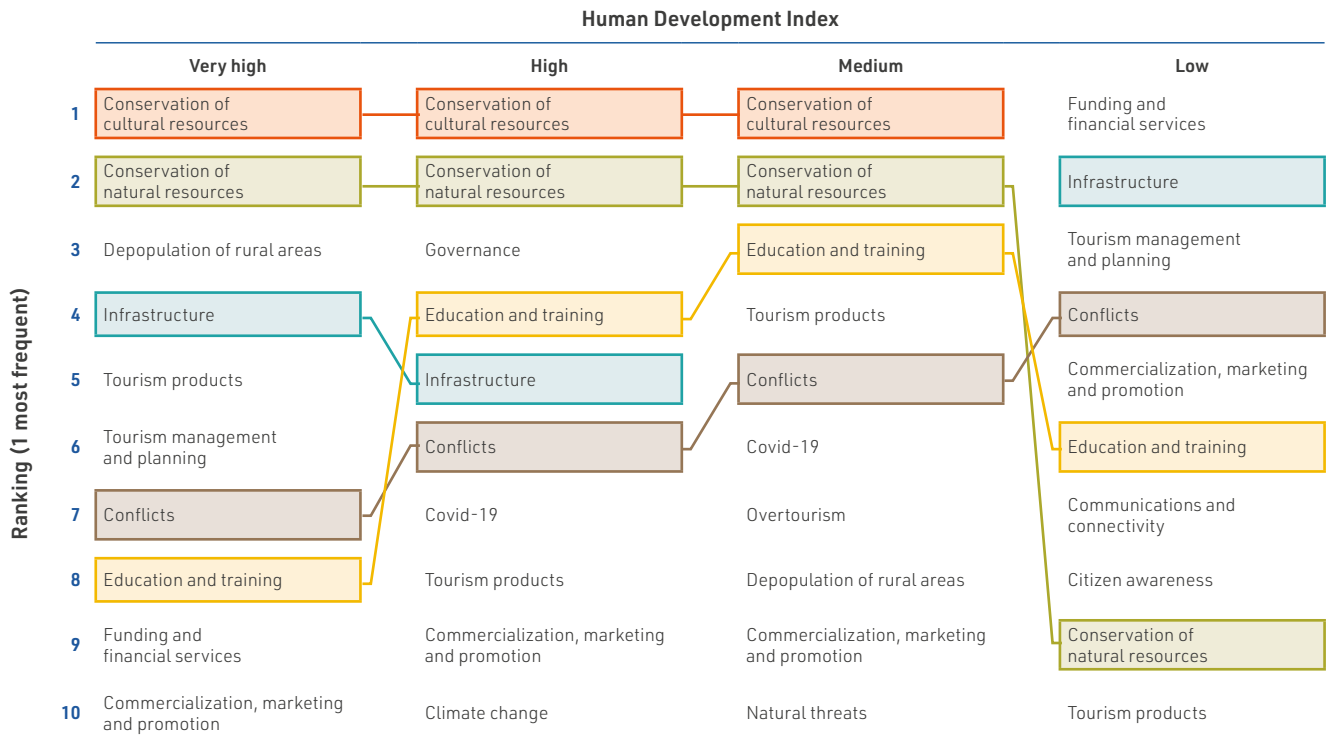 Human Development Index
Very high
High
Medium
Low
Ranking (1 most frequent)
1
Conservation of
cultural resources
Conservation of
cultural resources
Conservation of
cultural resources
Funding and
financial services
2
Conservation of
natural resources
Conservation of
natural resources
Conservation of
natural resources
Infrastructure
3
Depopulation of rural areas
Governance
Education and training
Tourism management
and planning
4
Infrastructure
Education and training
Tourism products
Conflicts
5
Tourism products
Infrastructure
Conflicts
Commercialization, marketing
and promotion
6
Tourism management
and planning
Conflicts
Covid-19
Education and training
7
Conflicts
Covid-19
Overtourism
Communications and
connectivity
8
Education and training
Tourism products
Depopulation of rural areas
Citizen awareness
9
Funding and
financial services
Commercialization, marketing
and promotion
Commercialization, marketing
and promotion
Conservation of
natural resources
10
Commercialization, marketing
and promotion
Climate change
Natural threats
Tourism products